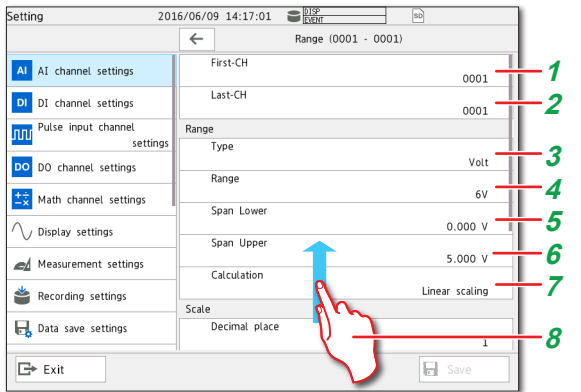 Setting
2016/06/09 14:17:01
DISP
EVENT
SD
Range (0001 - 0001)
AI AI channel settings
DI DI channel settings
Pulse input channel
settings
DO DO channel settings
Math channel settings
Display settings
Measurement settings
Recording settings
Data save settings
First-CH
0001
1
Last-CH
0001
2
Range
Type
Volt
3
Range
6V
4
Span Lower
0.000 V
5
Span Upper
5.000 V
6
Calculation
Linear scaling
7
Scale
Decimal place
1
8
Exit
Save